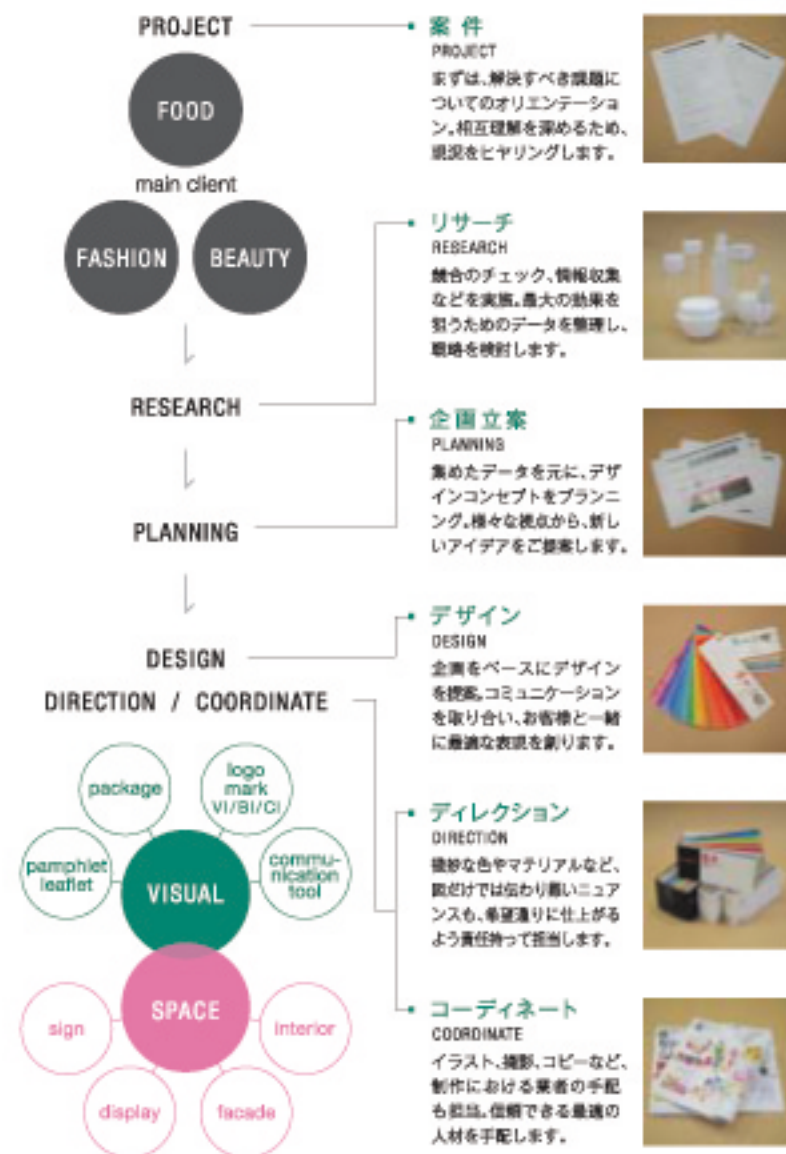 PROJECT
FOOD
main client
FASHION
BEAUTY
RESEARCH
PLANNING
DESIGN
DIRECTION / COORDINATE
package
logo
mark
VI/BI/CI
pamphlet
leaflet
VISUAL
commu-
nication
tool
SPACE
sign
interior
display
facade
案件
PROJECT
まずは、解決すべき課題に
ついてのオリエンテーショ
ン。相互理解を深めるため、
現況をヒヤリングします。
リサーチ
RESEARCH
競合のチェック、情報収集
などを実施。最大の効果を
狙うためのデータを整理し、
戦略を検討します。
企画立案
PLANNING
集めたデータを元に、デザ
インコンセプトをプランニ
ング。様々な視点から、新し
いアイデアをご提案します。
デザイン
DESIGN
企画をベースにデザイン
を提案。コミュニケーション
を取り合い、お客様と一緒
に最適な表現を創ります。
ディレクション
DIRECTION
微妙な色やマテリアルなど、
図だけでは伝わり難いニュア
ンスも、希望通りに仕上がる
よう責任持って担当します。
コーディネート
COORDINATE
イラスト、撮影、コピーなど、
制作における業者の手配
も担当。信頼できる最適の
人材を手配します。